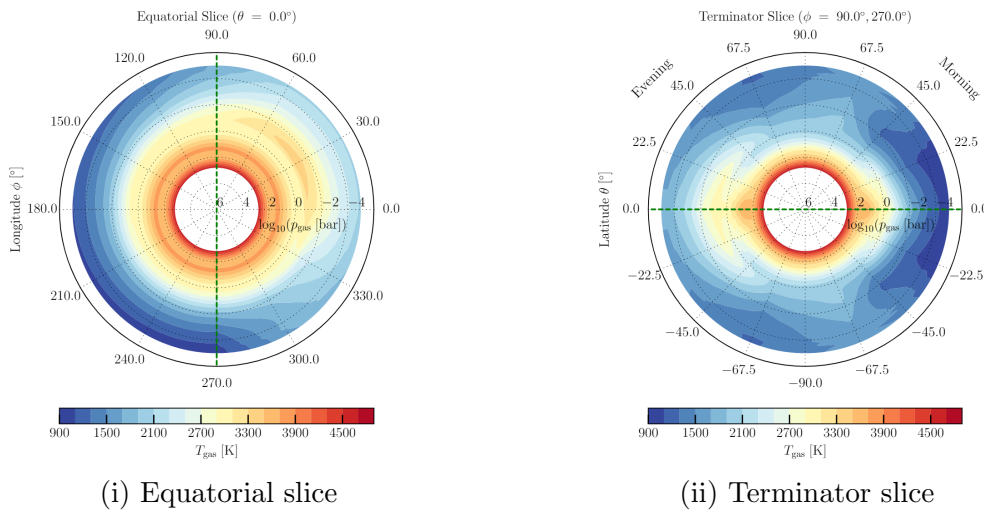 Equatorial Slice (θ = 0.0°)
90.0
120.0
60.0
150.0
30.0
Longitude ϕ [°]
180.0
6 4 2 0 −2 −4
0.0
log₁₀(p_gas [bar])
210.0
330.0
240.0
300.0
270.0
900 1500 2100 2700 3300 3900 4500
T_gas [K]
(i) Equatorial slice
Terminator Slice (ϕ = 90.0°, 270.0°)
90.0
67.5
67.5
Evening
45.0
45.0
Morning
22.5
22.5
Latitude θ [°]
0.0
6 4 2 0 −2 −4
0.0
log₁₀(p_gas [bar])
−22.5
−22.5
−45.0
−45.0
−67.5
−67.5
−90.0
900 1500 2100 2700 3300 3900 4500
T_gas [K]
(ii) Terminator slice